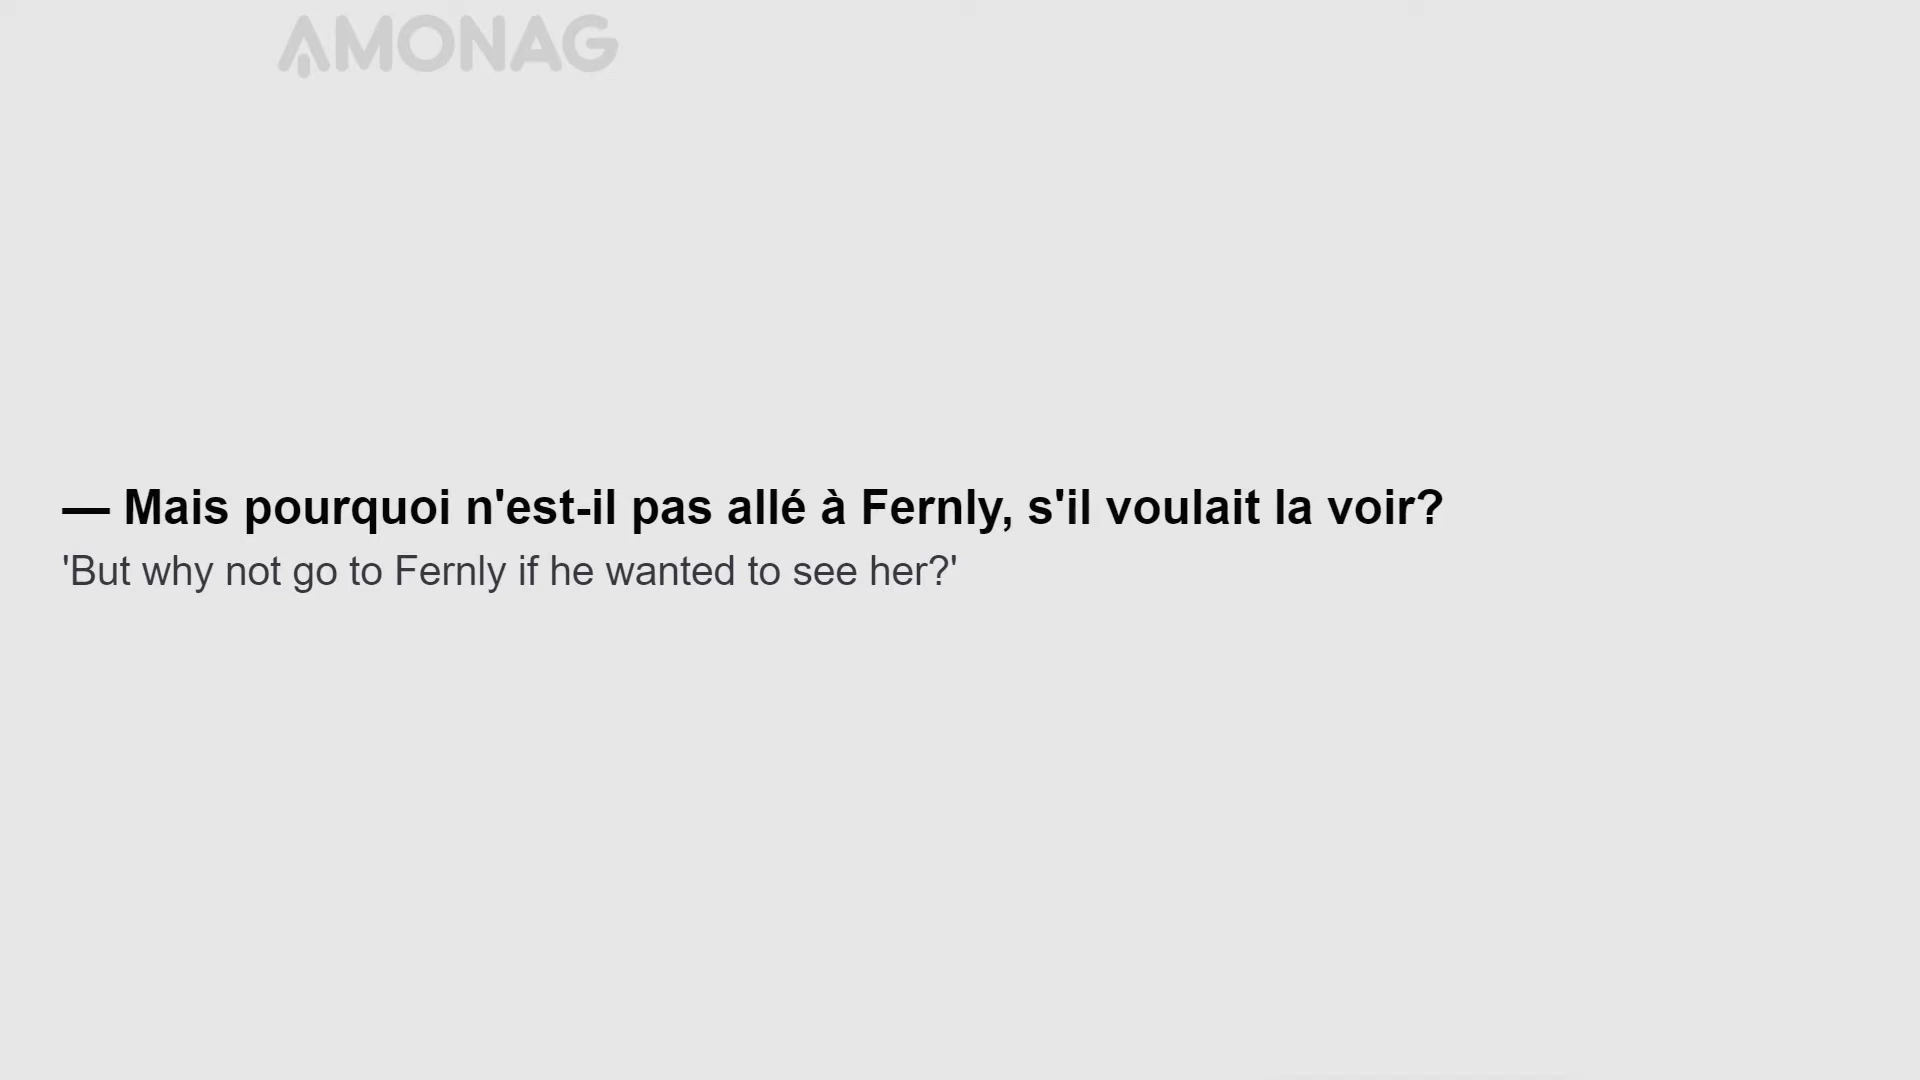 AMONAG
— Mais pourquoi n'est-il pas allé à Fernly, s'il voulait la voir?
'But why not go to Fernly if he wanted to see her?'